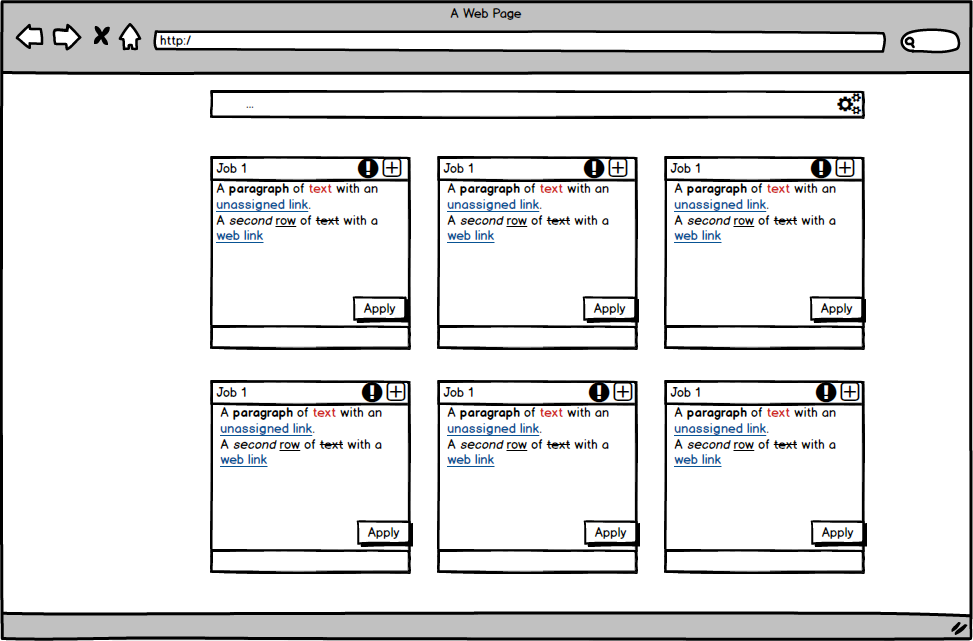 A Web Page
http:/
...
Job 1
A paragraph of text with an
unassigned link.
A second row of text with a
web link
Apply
Job 1
A paragraph of text with an
unassigned link.
A second row of text with a
web link
Apply
Job 1
A paragraph of text with an
unassigned link.
A second row of text with a
web link
Apply
Job 1
A paragraph of text with an
unassigned link.
A second row of text with a
web link
Apply
Job 1
A paragraph of text with an
unassigned link.
A second row of text with a
web link
Apply
Job 1
A paragraph of text with an
unassigned link.
A second row of text with a
web link
Apply